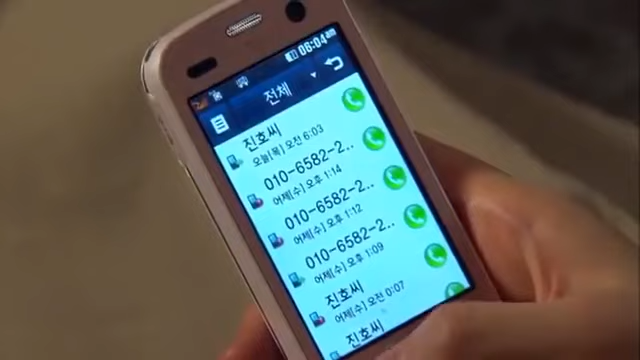 06:04 AM
전체
진호씨
오늘(목) 오전 6:03
010-6582-2..
어제(수) 오후 1:14
010-6582-2..
어제(수) 오후 1:12
010-6582-2..
어제(수) 오후 1:09
진호씨
어제(수) 오전 0:07
진호씨